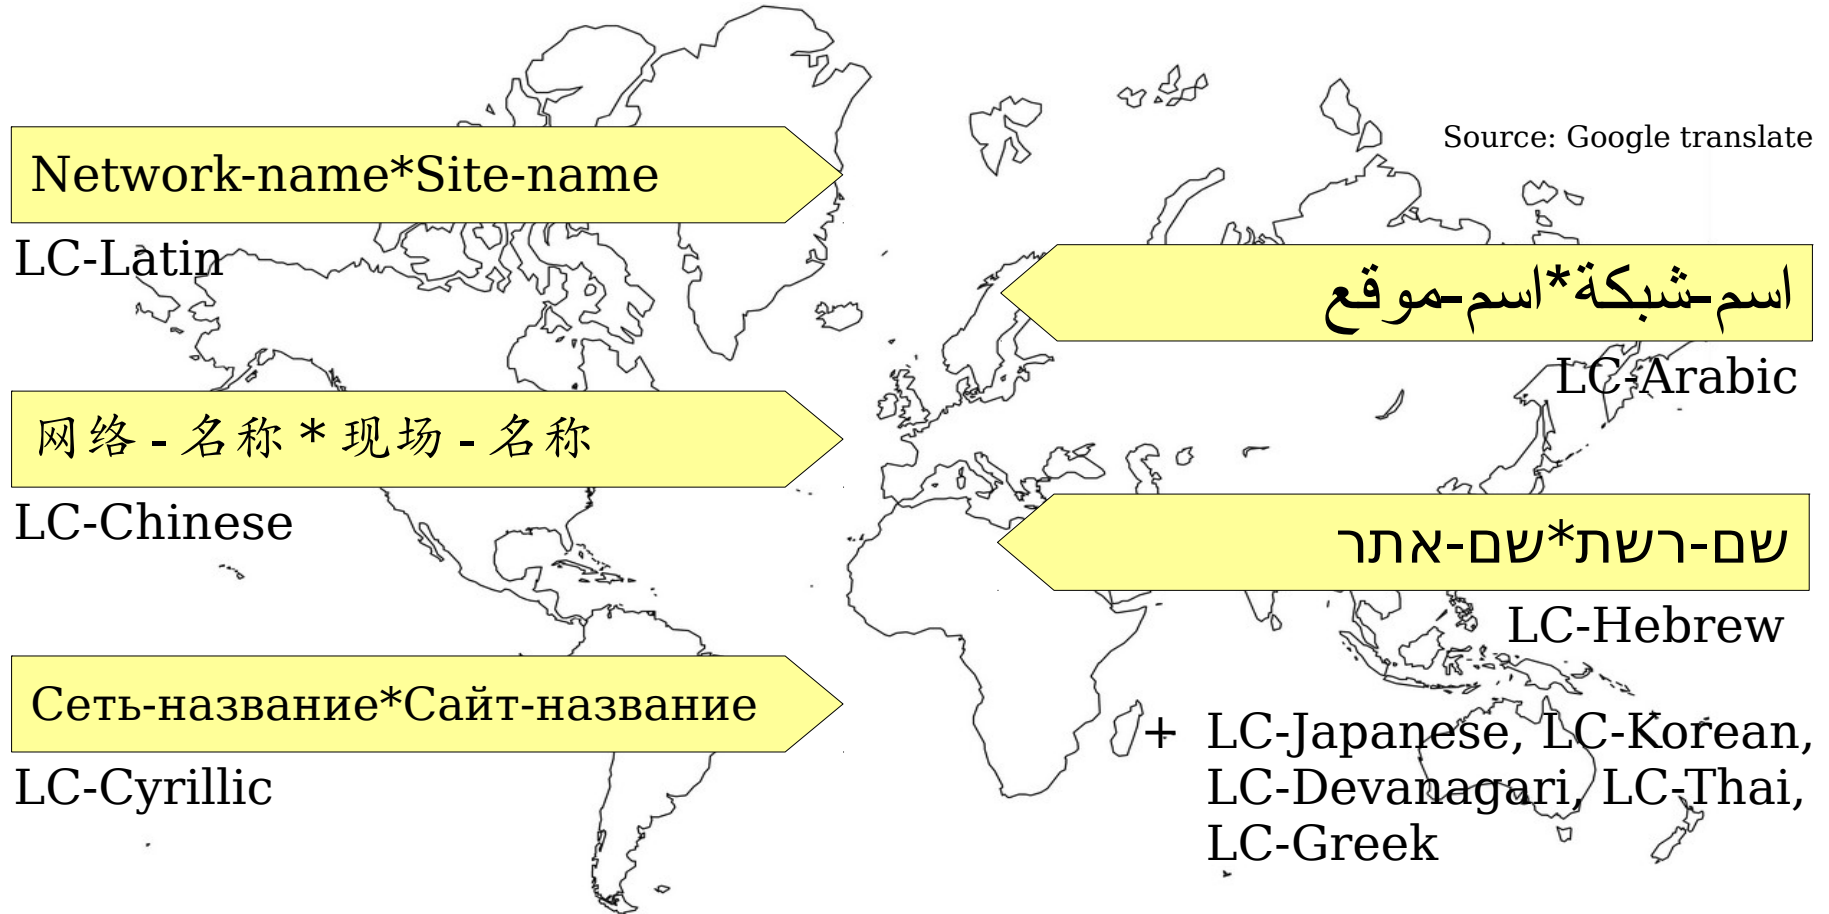 Source: Google translate
Network-name*Site-name
LC-Latin
اسم-شبكة*اسم-موقع
LC-Arabic
网络-名称*现场-名称
LC-Chinese
שם-רשת*שם-אתר
LC-Hebrew
Сеть-название*Сайт-название
LC-Cyrillic
+ LC-Japanese, LC-Korean,
LC-Devanagari, LC-Thai,
LC-Greek